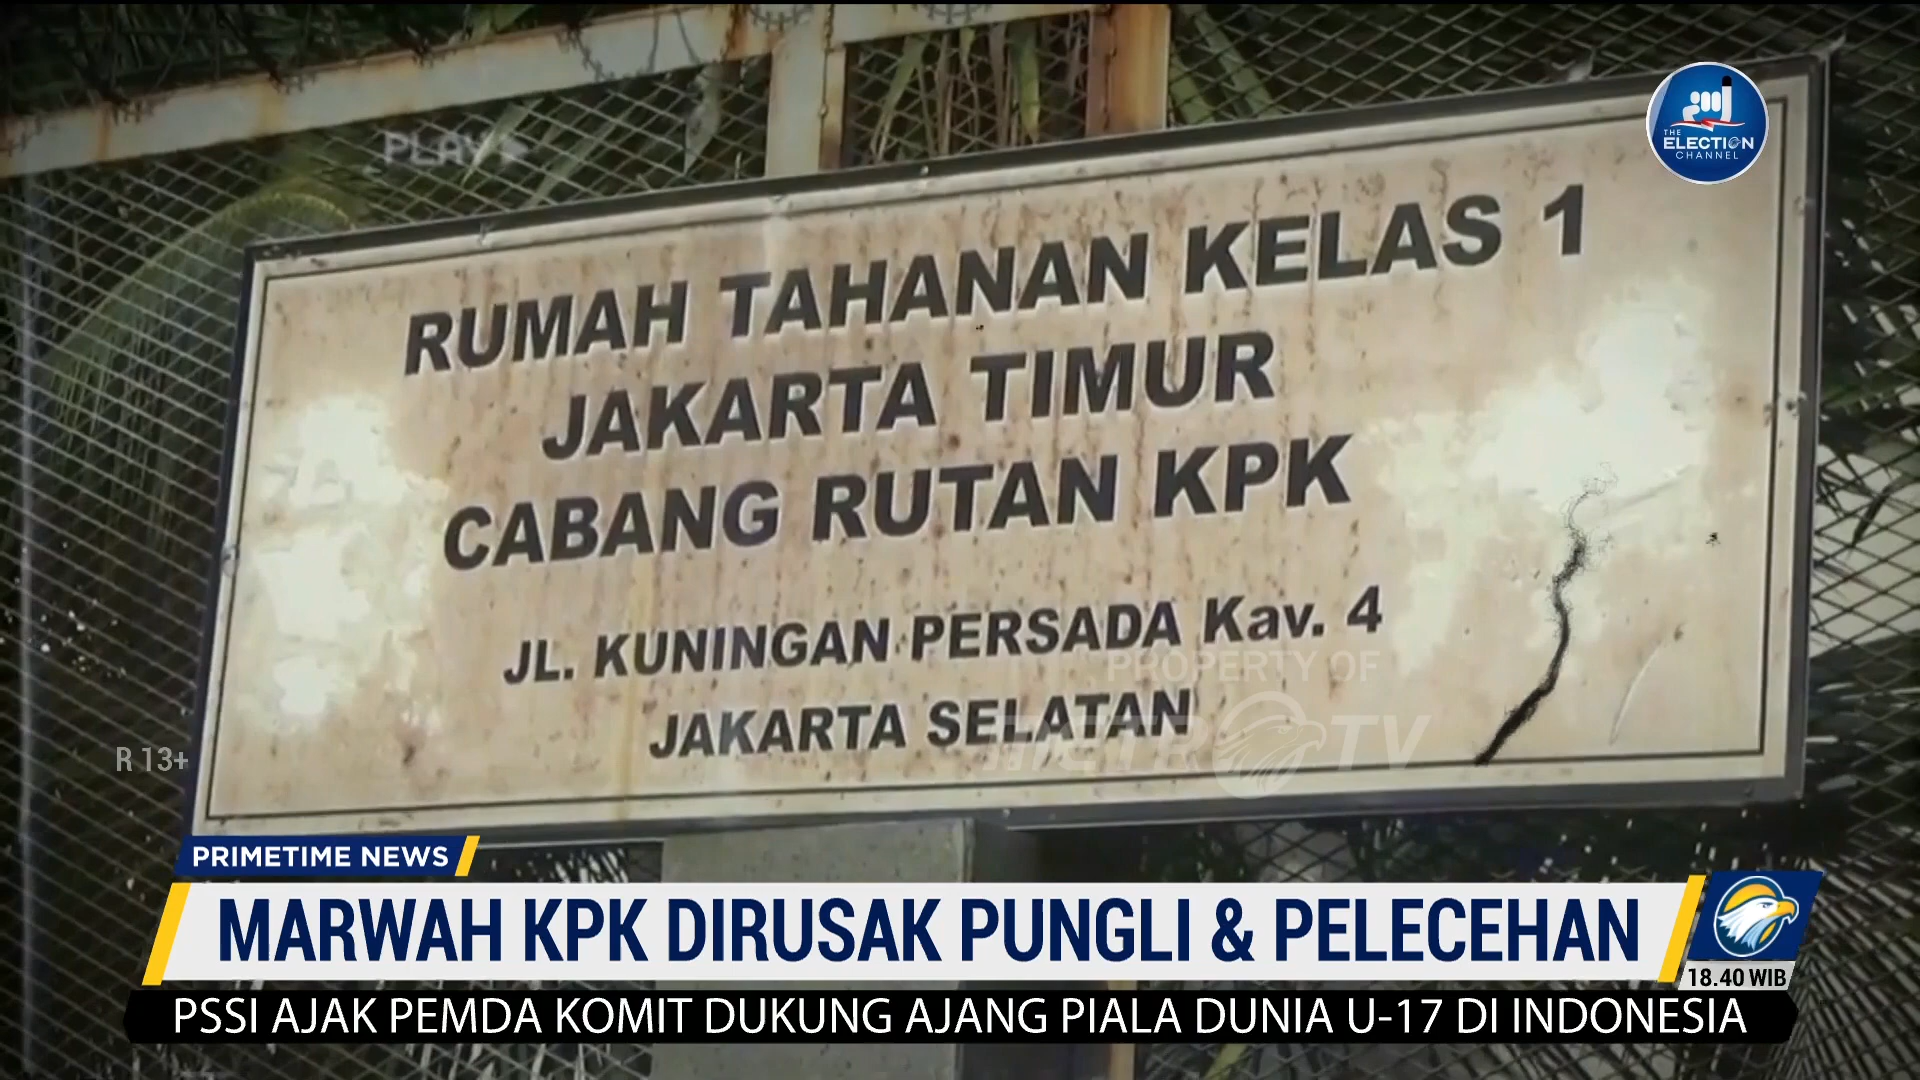 PLAY
THE
ELECTION
CHANNEL
RUMAH TAHANAN KELAS 1
JAKARTA TIMUR
CABANG RUTAN KPK
JL. KUNINGAN PERSADA Kav. 4
JAKARTA SELATAN
PROPERTY OF
METRO TV
R 13+
PRIMETIME NEWS
MARWAH KPK DIRUSAK PUNGLI & PELECEHAN
18.40 WIB
PSSI AJAK PEMDA KOMIT DUKUNG AJANG PIALA DUNIA U-17 DI INDONESIA